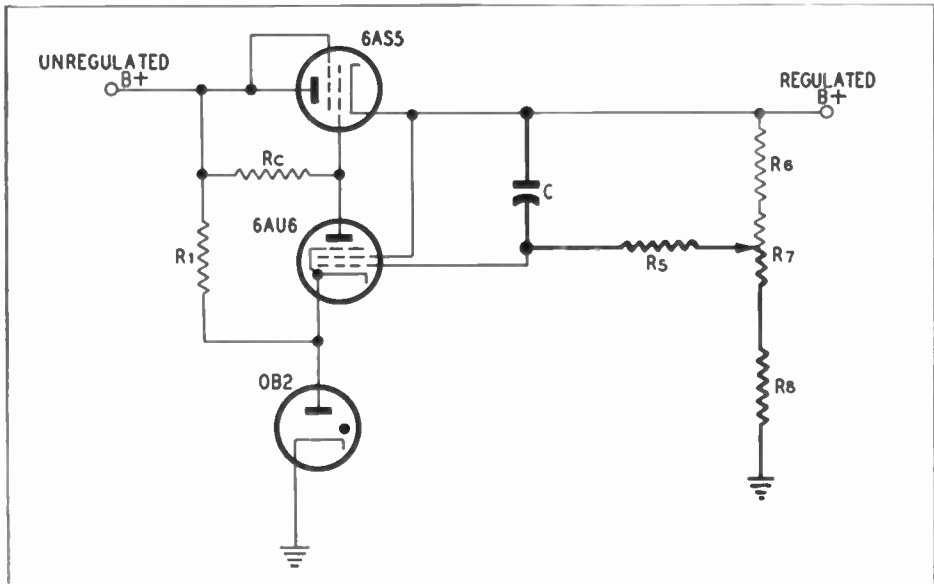 6AS5
UNREGULATED
B+
REGULATED
B+
RC
R6
C
6AU6
R1
R5
R7
OB2
R8